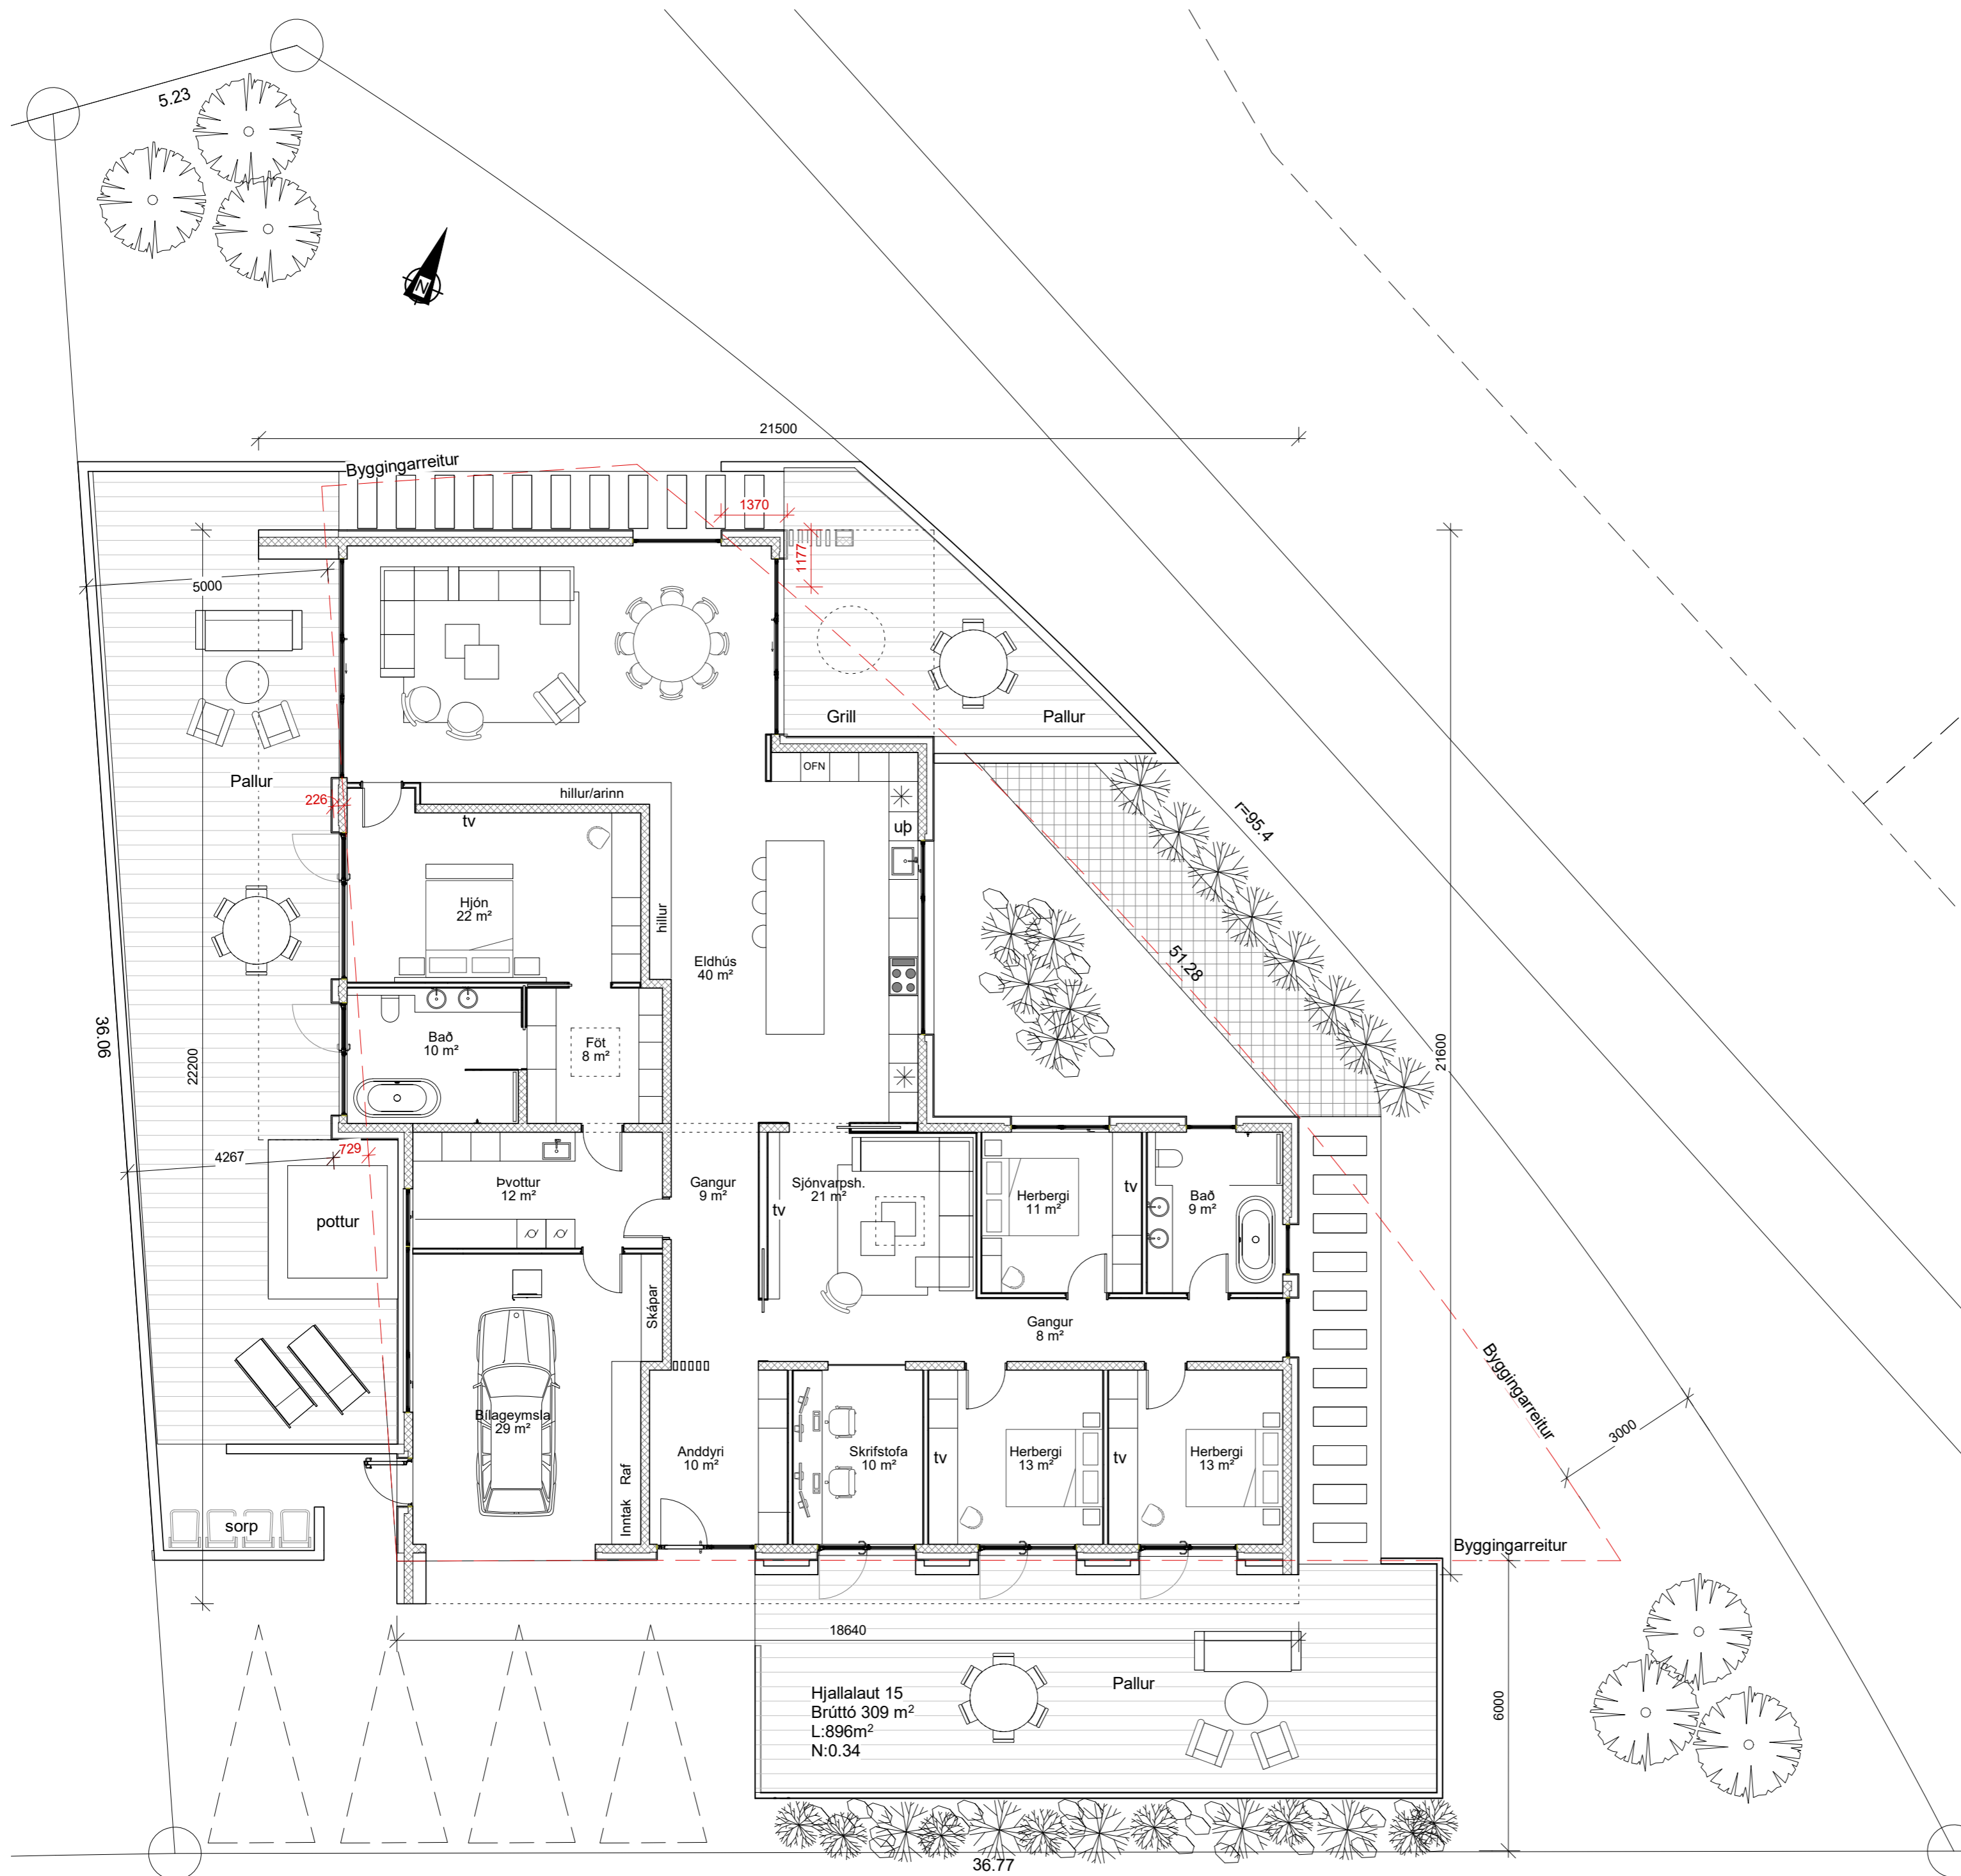 5.23
N
21500
Byggingarreitur
1370
1177
5000
Grill
Pallur
OFN
Pallur
226
hillur/arinn
tv
uþ
r=95.4
Hjón
22 m²
hillur
Eldhús
40 m²
51.28
36.06
22200
Bað
10 m²
Föt
8 m²
21600
4267
729
Þvottur
12 m²
Gangur
9 m²
tv
Sjónvarpsh.
21 m²
Herbergi
11 m²
tv
Bað
9 m²
pottur
Skápar
Gangur
8 m²
Byggingarreitur
3000
Bílageymsla
29 m²
Anddyri
10 m²
Skrifstofa
10 m²
tv
Herbergi
13 m²
tv
Herbergi
13 m²
Inntak Raf
sorp
Byggingarreitur
18640
Pallur
Hjallalaut 15
Brúttó 309 m²
L:896m²
N:0.34
6000
36.77